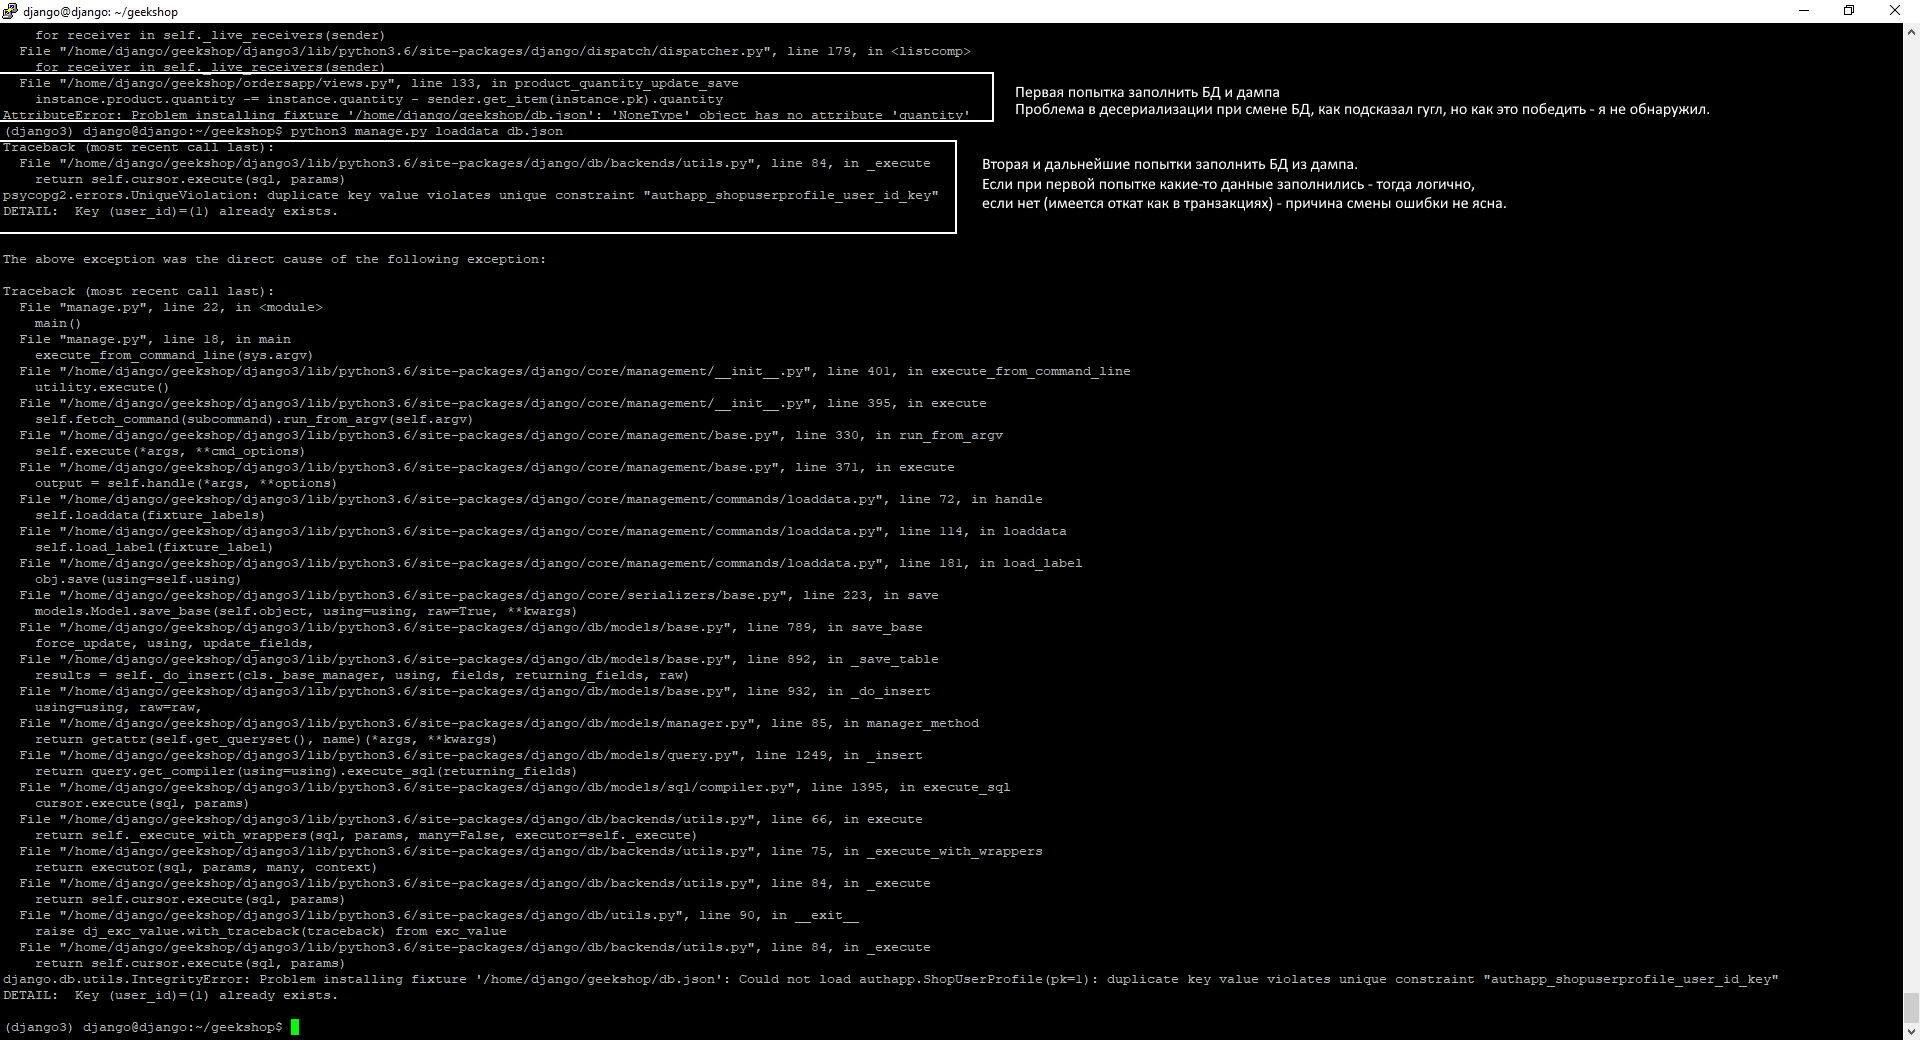 django@django: ~/geekshop
for receiver in self._live_receivers(sender)
File "/home/django/geekshop/django3/lib/python3.6/site-packages/django/dispatch/dispatcher.py", line 179, in <listcomp>
for receiver in self._live_receivers(sender)
File "/home/django/geekshop/ordersapp/views.py", line 133, in product_quantity_update_save
instance.product.quantity -= instance.quantity - sender.get_item(instance.pk).quantity
AttributeError: Problem installing fixture '/home/django/geekshop/db.json': 'NoneType' object has no attribute 'quantity'
Первая попытка заполнить БД и дампа
Проблема в десериализации при смене БД, как подсказал гугл, но как это победить - я не обнаружил.
(django3) django@django:~/geekshop$ python3 manage.py loaddata db.json
Traceback (most recent call last):
File "/home/django/geekshop/django3/lib/python3.6/site-packages/django/db/backends/utils.py", line 84, in _execute
return self.cursor.execute(sql, params)
psycopg2.errors.UniqueViolation: duplicate key value violates unique constraint "authapp_shopuserprofile_user_id_key"
DETAIL:  Key (user_id)=(1) already exists.
Вторая и дальнейшие попытки заполнить БД из дампа.
Если при первой попытке какие-то данные заполнились - тогда логично,
если нет (имеется откат как в транзакциях) - причина смены ошибки не ясна.
The above exception was the direct cause of the following exception:
Traceback (most recent call last):
File "manage.py", line 22, in <module>
main()
File "manage.py", line 18, in main
execute_from_command_line(sys.argv)
File "/home/django/geekshop/django3/lib/python3.6/site-packages/django/core/management/__init__.py", line 401, in execute_from_command_line
utility.execute()
File "/home/django/geekshop/django3/lib/python3.6/site-packages/django/core/management/__init__.py", line 395, in execute
self.fetch_command(subcommand).run_from_argv(self.argv)
File "/home/django/geekshop/django3/lib/python3.6/site-packages/django/core/management/base.py", line 330, in run_from_argv
self.execute(*args, **cmd_options)
File "/home/django/geekshop/django3/lib/python3.6/site-packages/django/core/management/base.py", line 371, in execute
output = self.handle(*args, **options)
File "/home/django/geekshop/django3/lib/python3.6/site-packages/django/core/management/commands/loaddata.py", line 72, in handle
self.loaddata(fixture_labels)
File "/home/django/geekshop/django3/lib/python3.6/site-packages/django/core/management/commands/loaddata.py", line 114, in loaddata
self.load_label(fixture_label)
File "/home/django/geekshop/django3/lib/python3.6/site-packages/django/core/management/commands/loaddata.py", line 181, in load_label
obj.save(using=self.using)
File "/home/django/geekshop/django3/lib/python3.6/site-packages/django/core/serializers/base.py", line 223, in save
models.Model.save_base(self.object, using=using, raw=True, **kwargs)
File "/home/django/geekshop/django3/lib/python3.6/site-packages/django/db/models/base.py", line 789, in save_base
force_update, using, update_fields,
File "/home/django/geekshop/django3/lib/python3.6/site-packages/django/db/models/base.py", line 892, in _save_table
results = self._do_insert(cls._base_manager, using, fields, returning_fields, raw)
File "/home/django/geekshop/django3/lib/python3.6/site-packages/django/db/models/base.py", line 932, in _do_insert
using=using, raw=raw,
File "/home/django/geekshop/django3/lib/python3.6/site-packages/django/db/models/manager.py", line 85, in manager_method
return getattr(self.get_queryset(), name)(*args, **kwargs)
File "/home/django/geekshop/django3/lib/python3.6/site-packages/django/db/models/query.py", line 1249, in _insert
return query.get_compiler(using=using).execute_sql(returning_fields)
File "/home/django/geekshop/django3/lib/python3.6/site-packages/django/db/models/sql/compiler.py", line 1395, in execute_sql
cursor.execute(sql, params)
File "/home/django/geekshop/django3/lib/python3.6/site-packages/django/db/backends/utils.py", line 66, in execute
return self._execute_with_wrappers(sql, params, many=False, executor=self._execute)
File "/home/django/geekshop/django3/lib/python3.6/site-packages/django/db/backends/utils.py", line 75, in _execute_with_wrappers
return executor(sql, params, many, context)
File "/home/django/geekshop/django3/lib/python3.6/site-packages/django/db/backends/utils.py", line 84, in _execute
return self.cursor.execute(sql, params)
File "/home/django/geekshop/django3/lib/python3.6/site-packages/django/db/utils.py", line 90, in __exit__
raise dj_exc_value.with_traceback(traceback) from exc_value
File "/home/django/geekshop/django3/lib/python3.6/site-packages/django/db/backends/utils.py", line 84, in _execute
return self.cursor.execute(sql, params)
django.db.utils.IntegrityError: Problem installing fixture '/home/django/geekshop/db.json': Could not load authapp.ShopUserProfile(pk=1): duplicate key value violates unique constraint "authapp_shopuserprofile_user_id_key"
DETAIL:  Key (user_id)=(1) already exists.
(django3) django@django:~/geekshop$